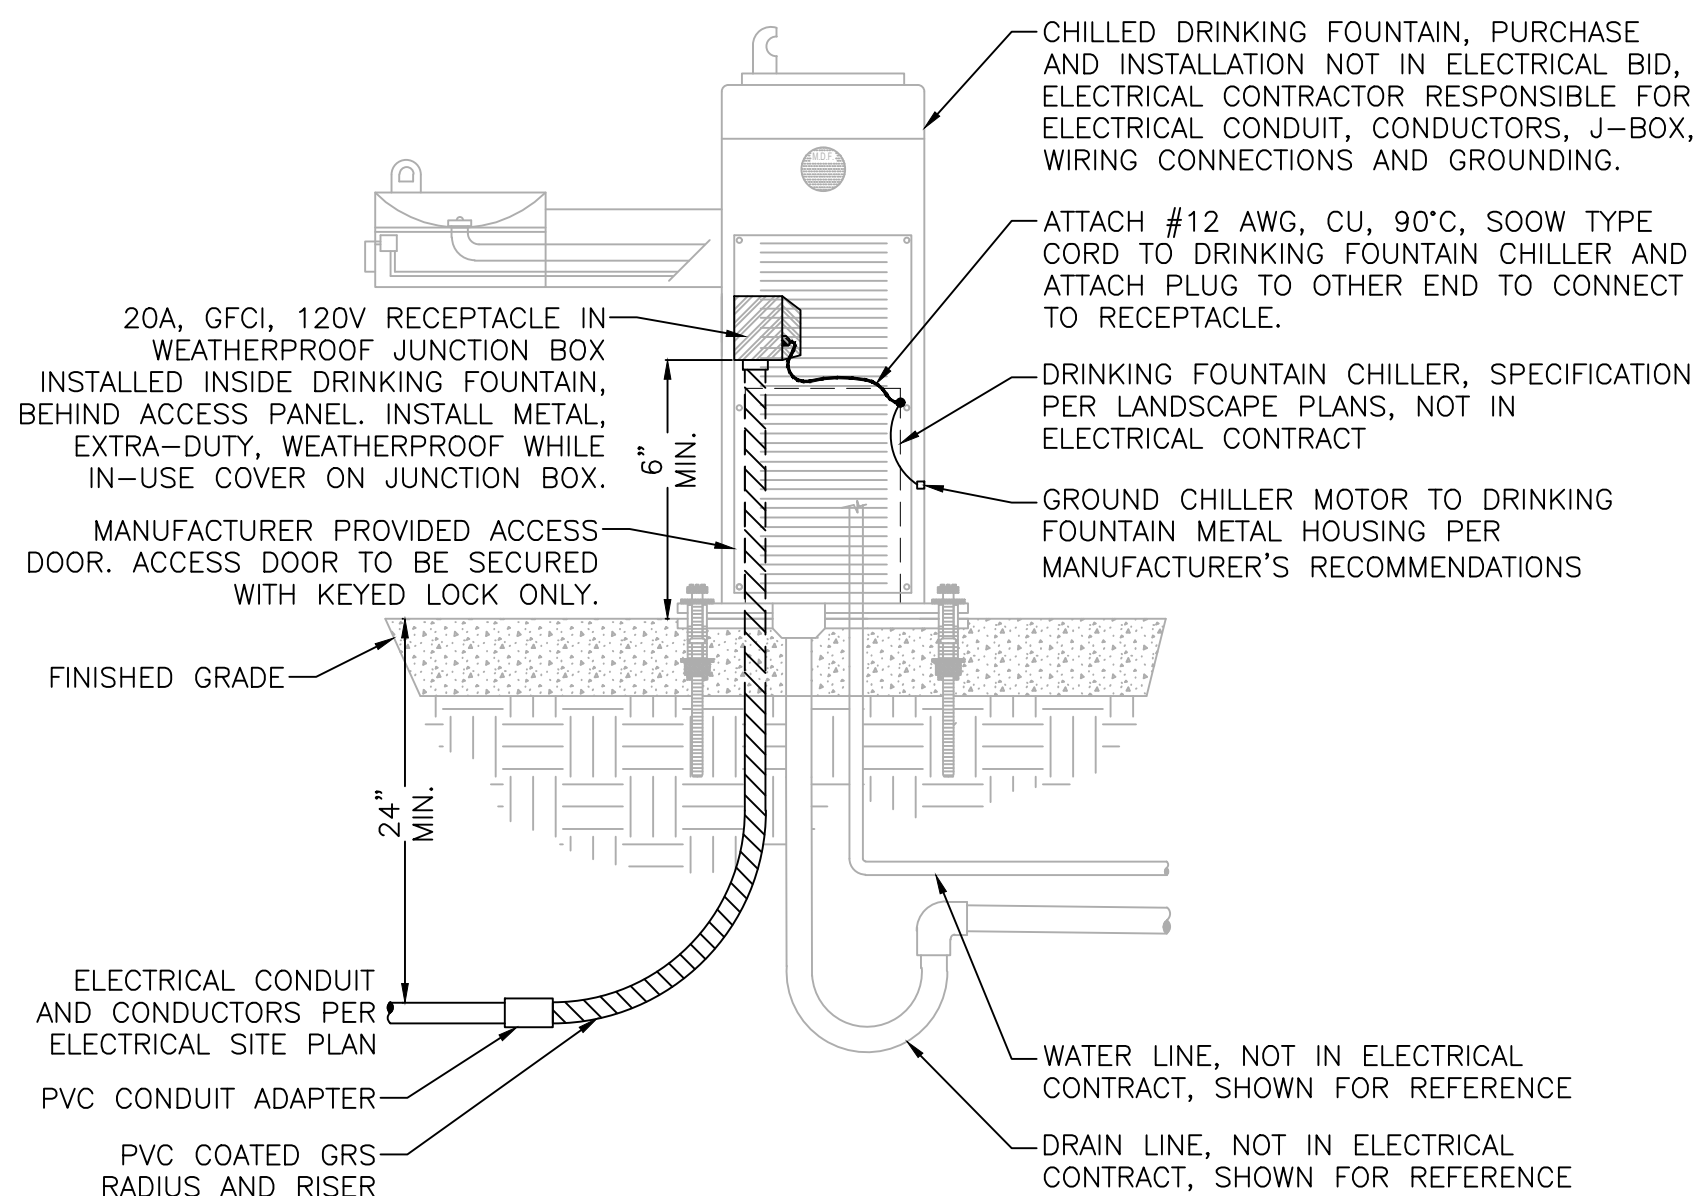 CHILLED DRINKING FOUNTAIN, PURCHASE
AND INSTALLATION NOT IN ELECTRICAL BID,
ELECTRICAL CONTRACTOR RESPONSIBLE FOR
ELECTRICAL CONDUIT, CONDUCTORS, J-BOX,
WIRING CONNECTIONS AND GROUNDING.
M.D.F.
ATTACH #12 AWG, CU, 90°C, SOOW TYPE
CORD TO DRINKING FOUNTAIN CHILLER AND
ATTACH PLUG TO OTHER END TO CONNECT
TO RECEPTACLE.
20A, GFCI, 120V RECEPTACLE IN
WEATHERPROOF JUNCTION BOX
INSTALLED INSIDE DRINKING FOUNTAIN,
BEHIND ACCESS PANEL. INSTALL METAL,
EXTRA-DUTY, WEATHERPROOF WHILE
IN-USE COVER ON JUNCTION BOX.
6"
MIN.
DRINKING FOUNTAIN CHILLER, SPECIFICATION
PER LANDSCAPE PLANS, NOT IN
ELECTRICAL CONTRACT
GROUND CHILLER MOTOR TO DRINKING
FOUNTAIN METAL HOUSING PER
MANUFACTURER'S RECOMMENDATIONS
MANUFACTURER PROVIDED ACCESS
DOOR. ACCESS DOOR TO BE SECURED
WITH KEYED LOCK ONLY.
FINISHED GRADE
24"
MIN.
ELECTRICAL CONDUIT
AND CONDUCTORS PER
ELECTRICAL SITE PLAN
PVC CONDUIT ADAPTER
PVC COATED GRS
RADIUS AND RISER
WATER LINE, NOT IN ELECTRICAL
CONTRACT, SHOWN FOR REFERENCE
DRAIN LINE, NOT IN ELECTRICAL
CONTRACT, SHOWN FOR REFERENCE